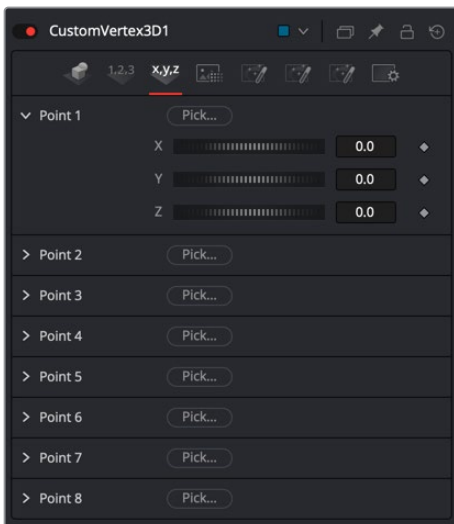 CustomVertex3D1
1,2,3 x,y,z
Point 1 Pick...
X 0.0
Y 0.0
Z 0.0
Point 2 Pick...
Point 3 Pick...
Point 4 Pick...
Point 5 Pick...
Point 6 Pick...
Point 7 Pick...
Point 8 Pick...